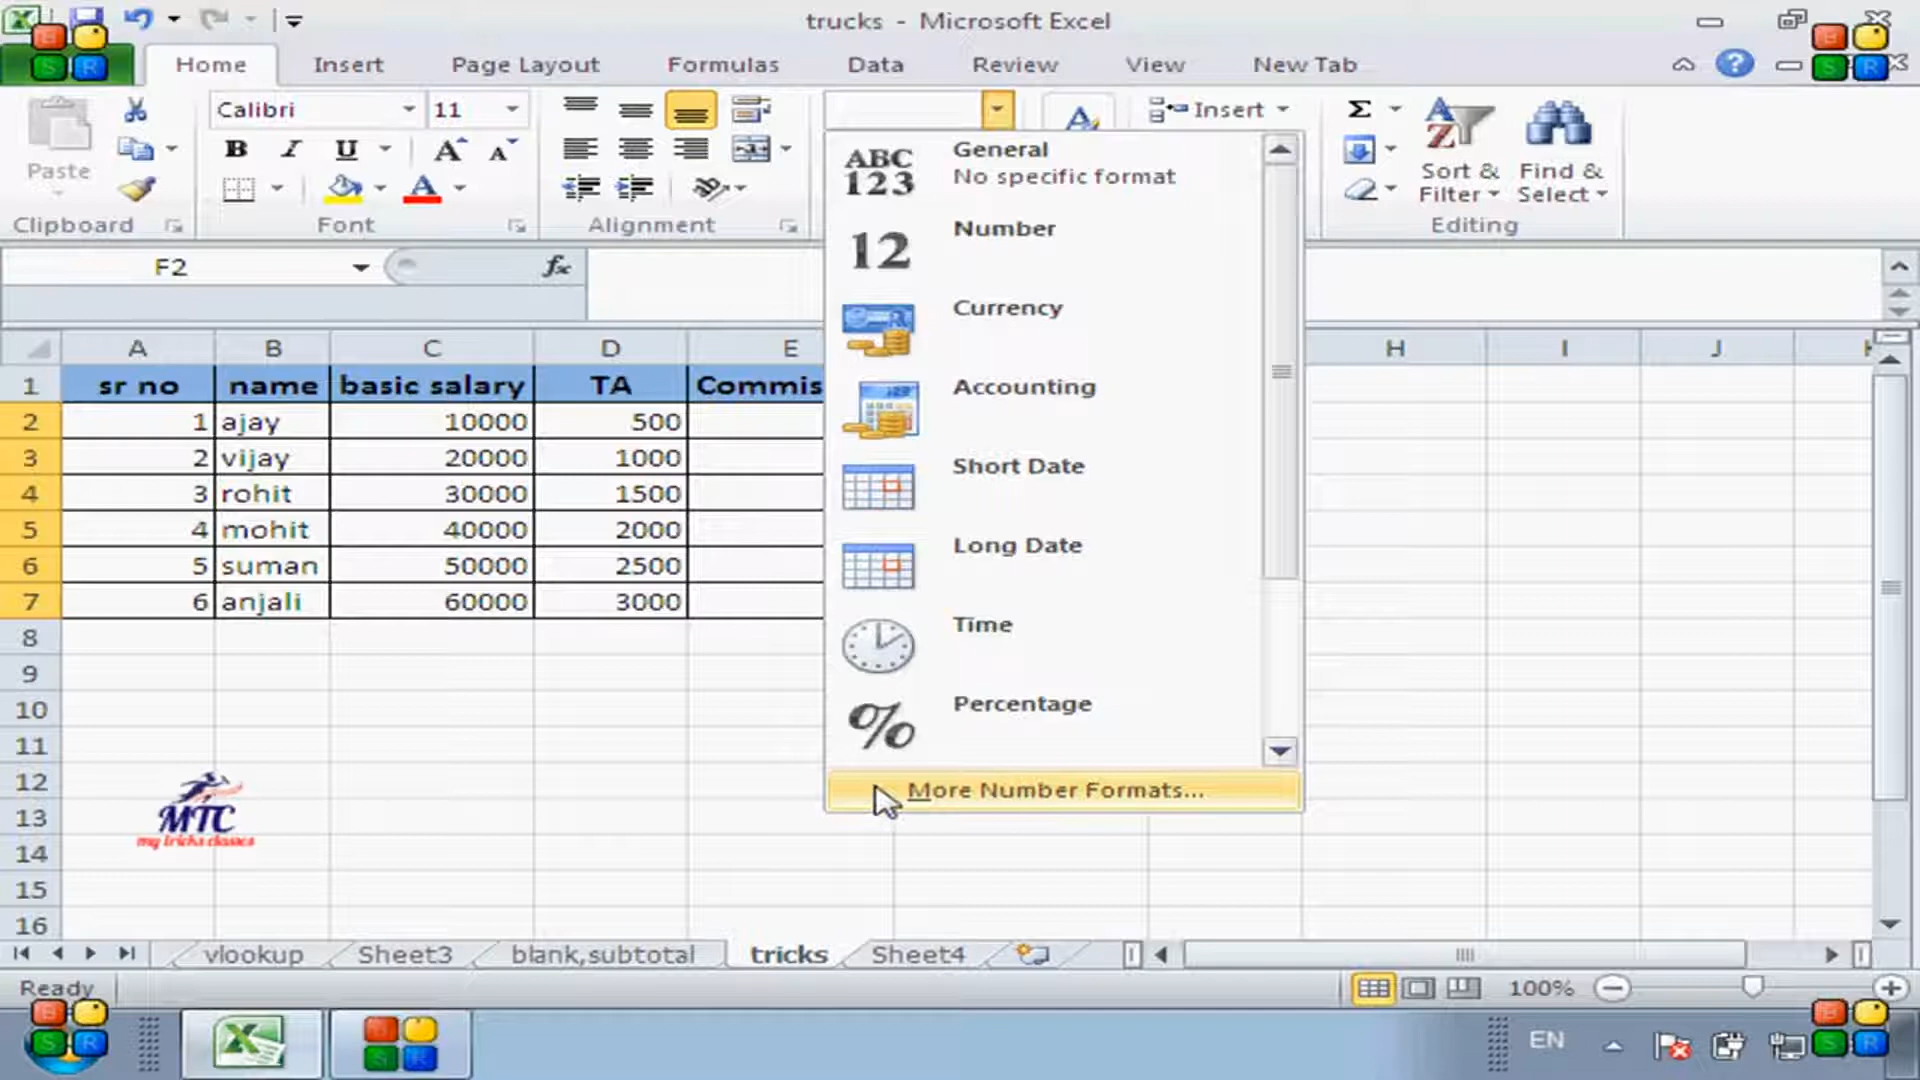 trucks - Microsoft Excel
Home Insert Page Layout Formulas Data Review View New Tab
Calibri 11 Insert
Paste Sort & Filter Find & Select
Clipboard Font Alignment Editing
F2 fx
A B C D E H I J
1 sr no name basic salary TA Commis
2 1 ajay 10000 500
3 2 vijay 20000 1000
4 3 rohit 30000 1500
5 4 mohit 40000 2000
6 5 suman 50000 2500
7 6 anjali 60000 3000
8
9
10
11
12
13
14
15
16
ABC 123 General
No specific format
12 Number
Currency
Accounting
Short Date
Long Date
Time
% Percentage
More Number Formats...
MTC
my tricks classes
vlookup Sheet3 blank,subtotal tricks Sheet4
Ready 100%
EN